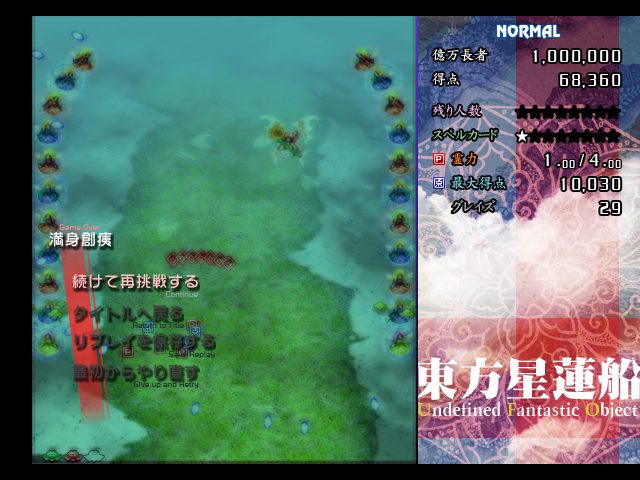 NORMAL
億万長者 1,000,000
得点 68,360
残り人数
スペルカード
P 霊力 1.00/4.00
最大得点 10,030
グレイズ 29
Game Over
満身創痍
続けて再挑戦する
Continue
タイトルへ戻る
Return to Title
リプレイを保存する
Save Replay
最初からやり直す
Give up and Retry
東方星蓮船
Undefined Fantastic Object